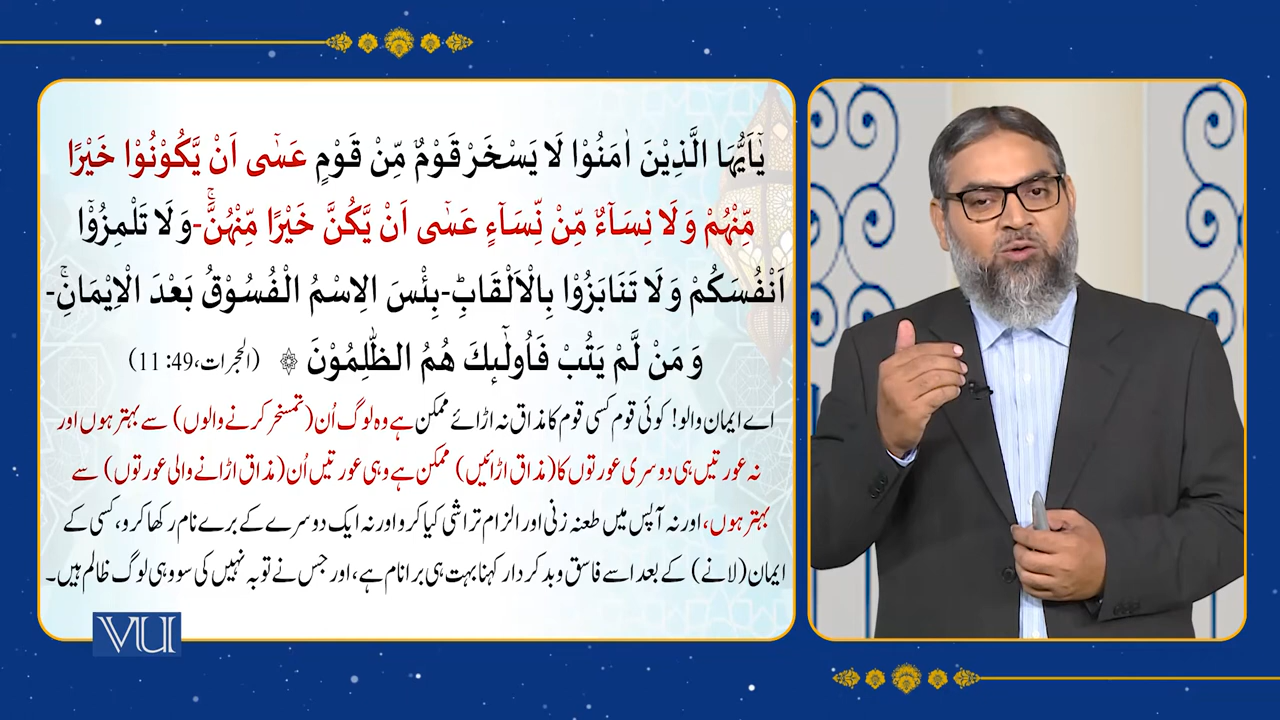 يٰۤاَيُّهَا الَّذِيْنَ اٰمَنُوْا لَا يَسْخَرْ قَوْمٌ مِّنْ قَوْمٍ عَسٰۤى اَنْ يَّكُوْنُوْا خَيْرًا
مِّنْهُمْ وَ لَا نِسَآءٌ مِّنْ نِّسَآءٍ عَسٰۤى اَنْ يَّكُنَّ خَيْرًا مِّنْهُنَّۚ-وَ لَا تَلْمِزُوْۤا
اَنْفُسَكُمْ وَ لَا تَنَابَزُوْا بِالْاَلْقَابِؕ-بِئْسَ الِاسْمُ الْفُسُوْقُ بَعْدَ الْاِيْمَانِۚ-
وَ مَنْ لَّمْ يَتُبْ فَاُولٰٓىٕكَ هُمُ الظّٰلِمُوْنَ ۞ (الحجرات،49: 11)
اے ایمان والو! کوئی قوم کسی قوم کا مذاق نہ اڑائے ممکن ہے وہ لوگ اُن (تمسخر کرنے والوں) سے بہتر ہوں اور
نہ عورتیں ہی دوسری عورتوں کا (مذاق اڑائیں) ممکن ہے وہی عورتیں اُن (مذاق اڑانے والی عورتوں) سے
بہتر ہوں، اور نہ آپس میں طعنہ زنی اور الزام تراشی کیا کرو اور نہ ایک دوسرے کے برے نام رکھا کرو، کسی کے
ایمان (لانے) کے بعد اسے فاسق و بدکردار کہنا بہت ہی برا نام ہے، اور جس نے توبہ نہیں کی سو وہی لوگ ظالم ہیں۔
VU